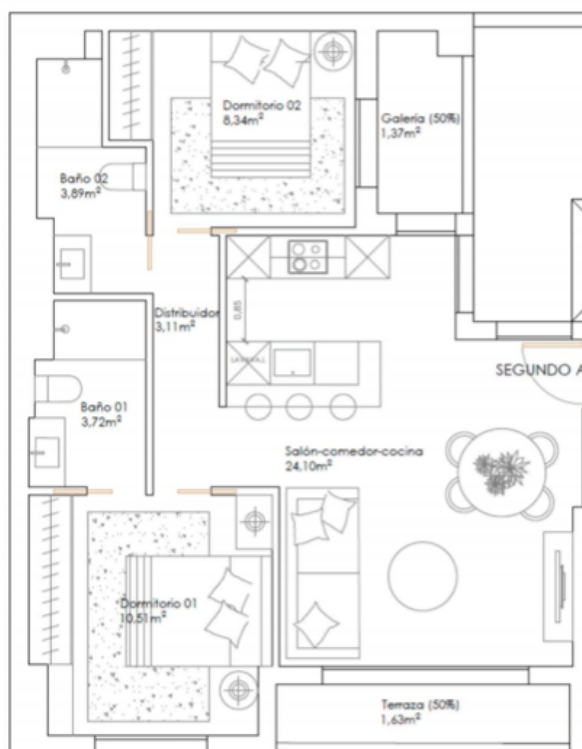 Dormitorio 02
8,34m²
Galería (50%)
1,37m²
Baño 02
3,89m²
Distribuidor
3,11m²
0,85
SEGUNDO A
Baño 01
3,72m²
Salón-comedor-cocina
24,10m²
Dormitorio 01
10,51m²
Terraza (50%)
1,63m²